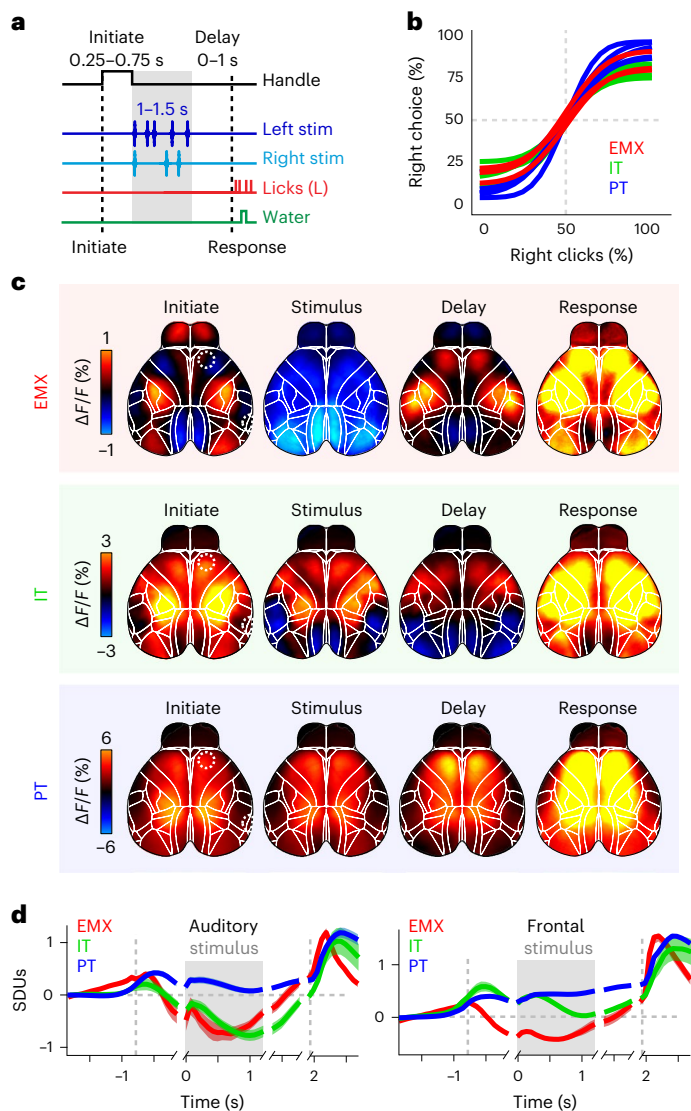 a
Initiate
0.25–0.75 s
Delay
0–1 s
Handle
1–1.5 s
Left stim
Right stim
Licks (L)
Water
Initiate
Response
b
Right choice (%)
100
75
50
25
0
EMX
IT
PT
0
50
100
Right clicks (%)
c
EMX
ΔF/F (%)
1
−1
Initiate
Stimulus
Delay
Response
IT
ΔF/F (%)
3
−3
Initiate
Stimulus
Delay
Response
PT
ΔF/F (%)
6
−6
Initiate
Stimulus
Delay
Response
d
EMX
IT
PT
Auditory
stimulus
SDUs
1
0
−1
−1
0
1
2
Time (s)
EMX
IT
PT
Frontal
stimulus
1
0
−1
0
1
2
Time (s)